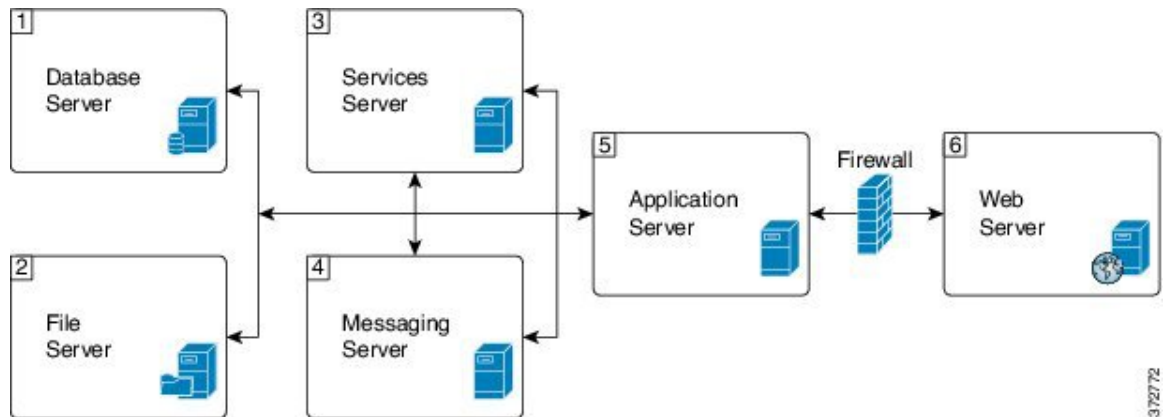 1
Database
Server
2
File
Server
3
Services
Server
4
Messaging
Server
5
Application
Server
Firewall
6
Web
Server
372772